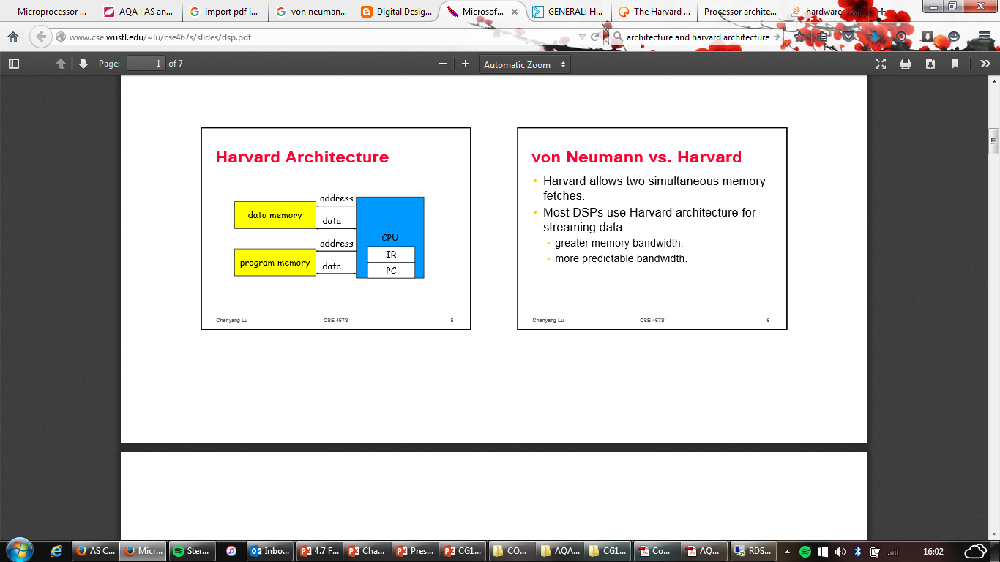 Microprocessor ...
AQA | AS an...
import pdf i...
von neuman...
Digital Desig...
Microsof...
GENERAL: H...
The Harvard ...
Processor archite...
www.cse.wustl.edu/~lu/cse467s/slides/dsp.pdf
architecture and harvard architecture
Page:
1
of 7
Automatic Zoom
Harvard Architecture
address
data memory
data
CPU
address
IR
program memory
data
PC
Chenyang Lu
CSE 467S
5
von Neumann vs. Harvard
• Harvard allows two simultaneous memory
fetches.
• Most DSPs use Harvard architecture for
streaming data:
• greater memory bandwidth;
• more predictable bandwidth.
Chenyang Lu
CSE 467S
6
AS C...
Micr...
Ster...
Inbo...
4.7 F...
Cha...
Pres...
CG1...
CO...
AQA...
CG1...
Co...
AQ...
RDS...
16:02